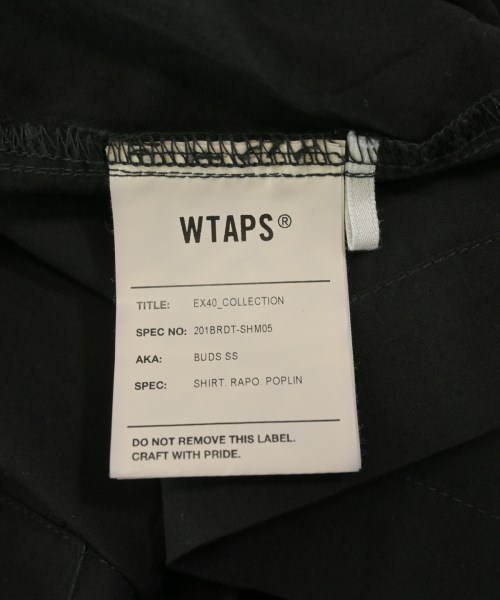 WTAPS®
TITLE: EX40_COLLECTION
SPEC NO: 201BRDT-SHM05
AKA: BUDS SS
SPEC: SHIRT. RAPO. POPLIN
DO NOT REMOVE THIS LABEL.
CRAFT WITH PRIDE.